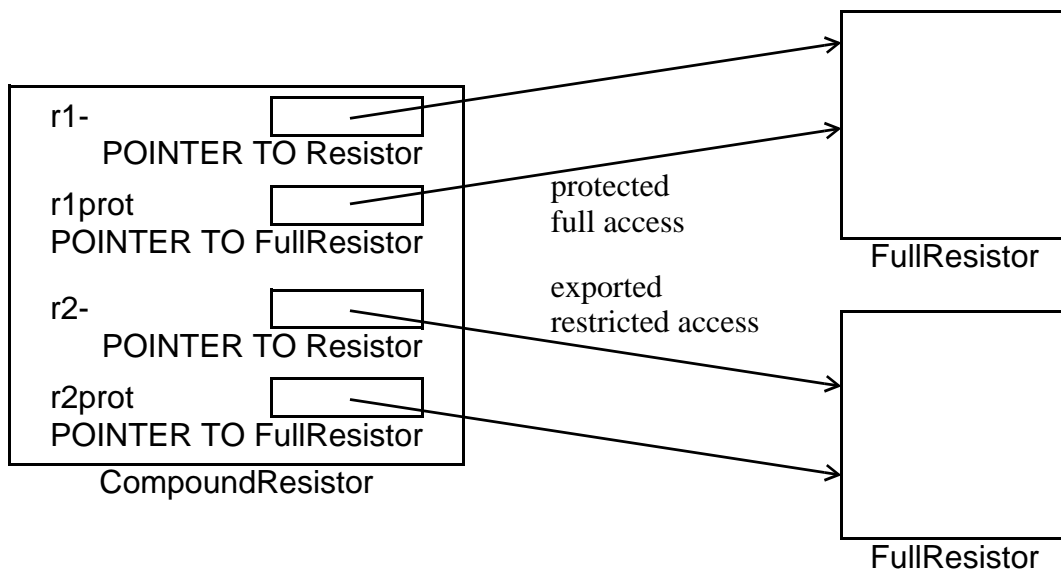 r1-
POINTER TO Resistor
r1prot
POINTER TO FullResistor
r2-
POINTER TO Resistor
r2prot
POINTER TO FullResistor
CompoundResistor
protected
full access
exported
restricted access
FullResistor
FullResistor